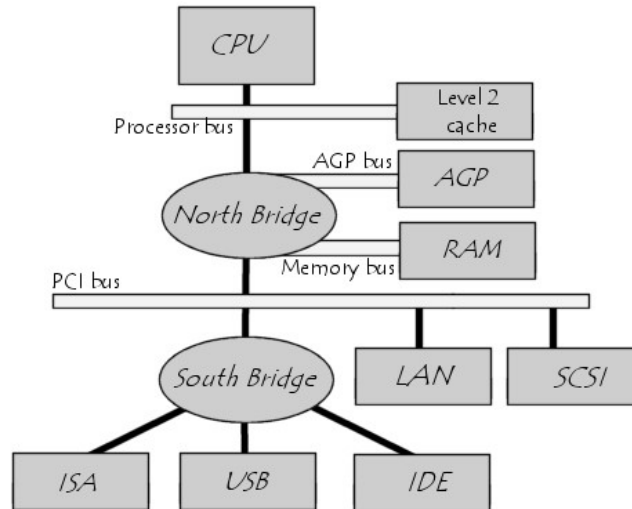 CPU
Level 2
cache
Processor bus
AGP bus
AGP
North Bridge
RAM
Memory bus
PCI bus
South Bridge
LAN
SCSI
ISA
USB
IDE